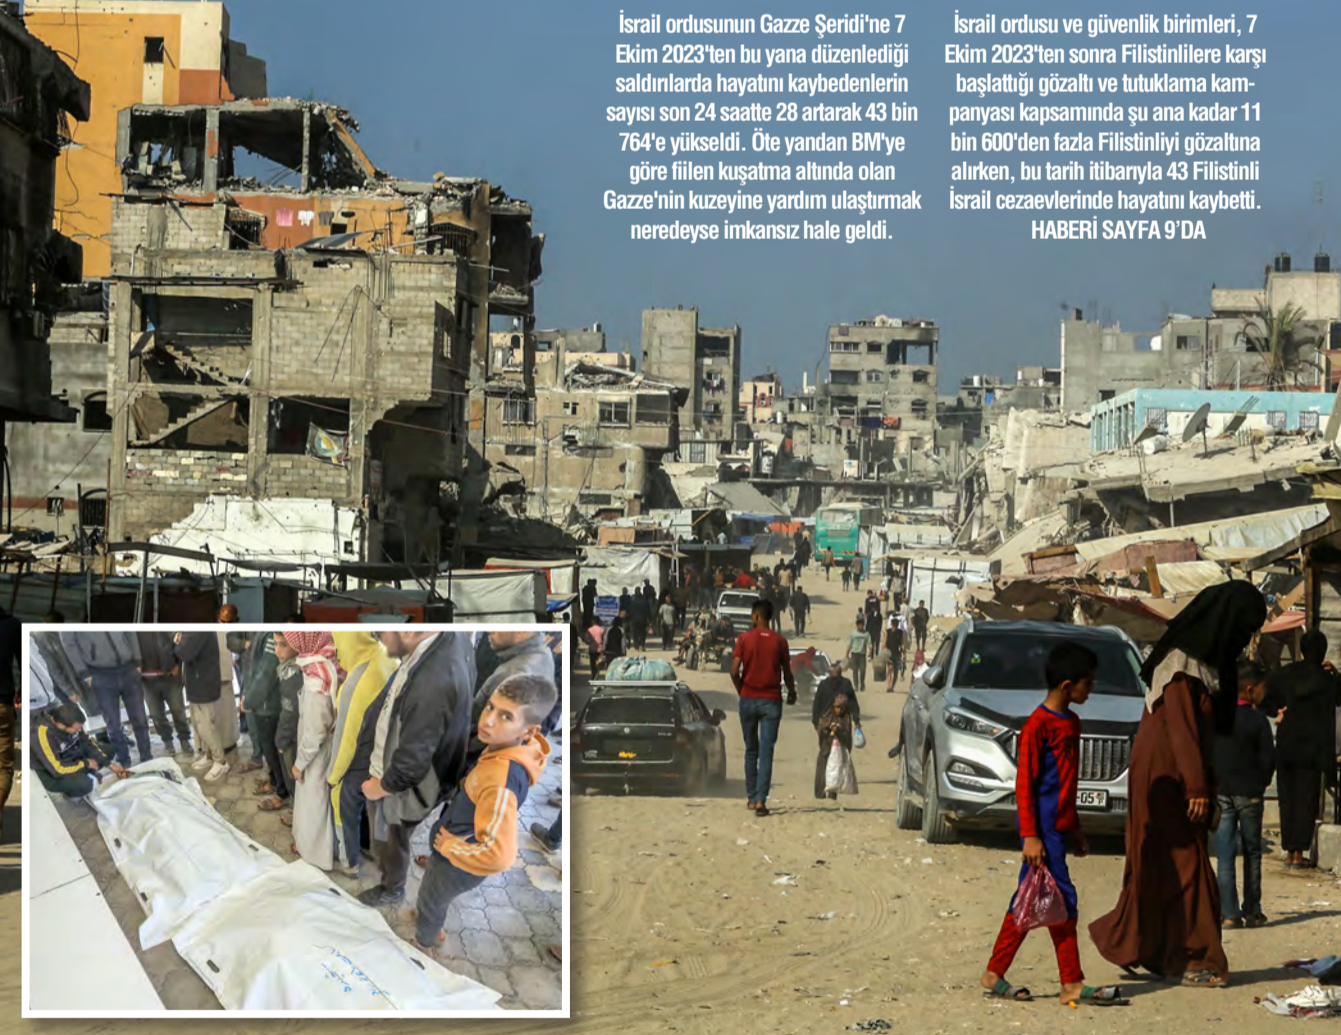 İsrail ordusunun Gazze Şeridi'ne 7
Ekim 2023'ten bu yana düzenlediği
saldırılarda hayatını kaybedenlerin
sayısı son 24 saatte 28 artarak 43 bin
764'e yükseldi. Öte yandan BM'ye
göre fiilen kuşatma altında olan
Gazze'nin kuzeyine yardım ulaştırmak
neredeyse imkansız hale geldi.
İsrail ordusu ve güvenlik birimleri, 7
Ekim 2023'ten sonra Filistinlilere karşı
başlattığı gözaltı ve tutuklama kam-
panyası kapsamında şu ana kadar 11
bin 600'den fazla Filistinliyi gözaltına
alırken, bu tarih itibarıyla 43 Filistinli
İsrail cezaevlerinde hayatını kaybetti.
HABERİ SAYFA 9’DA
05